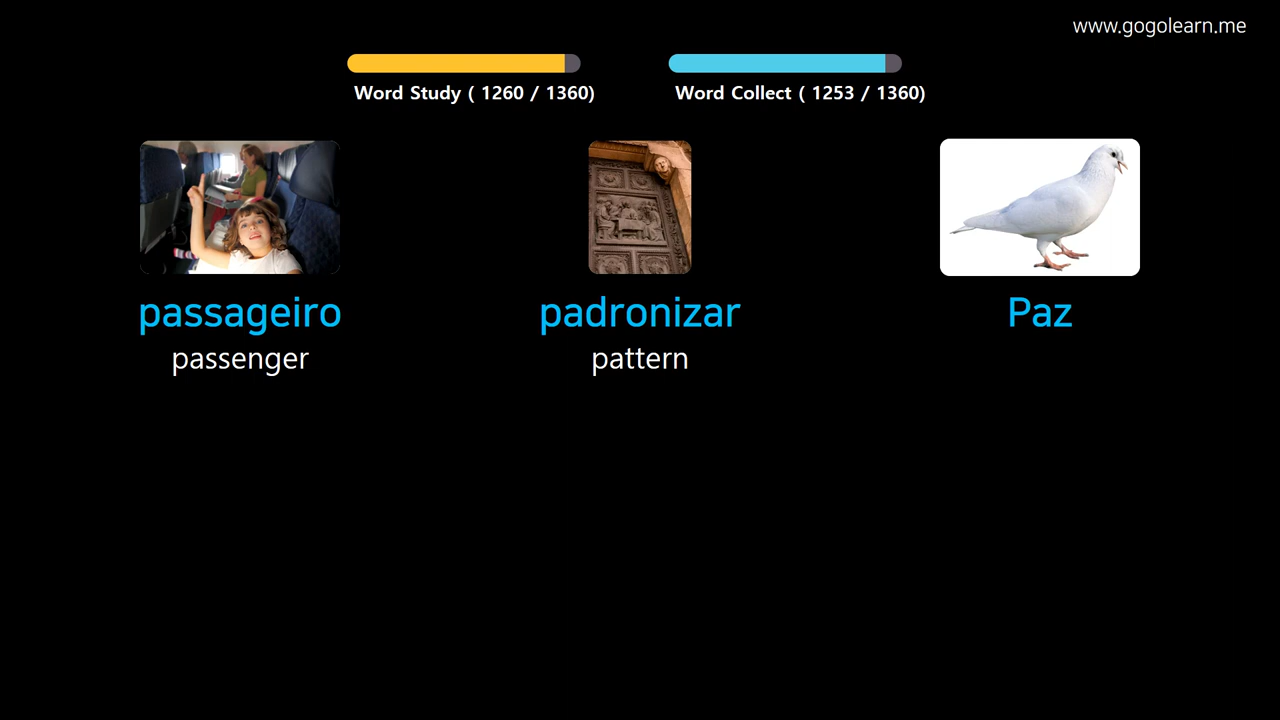 www.gogolearn.me
Word Study ( 1260 / 1360)
Word Collect ( 1253 / 1360)
passageiro
padronizar
Paz
passenger
pattern